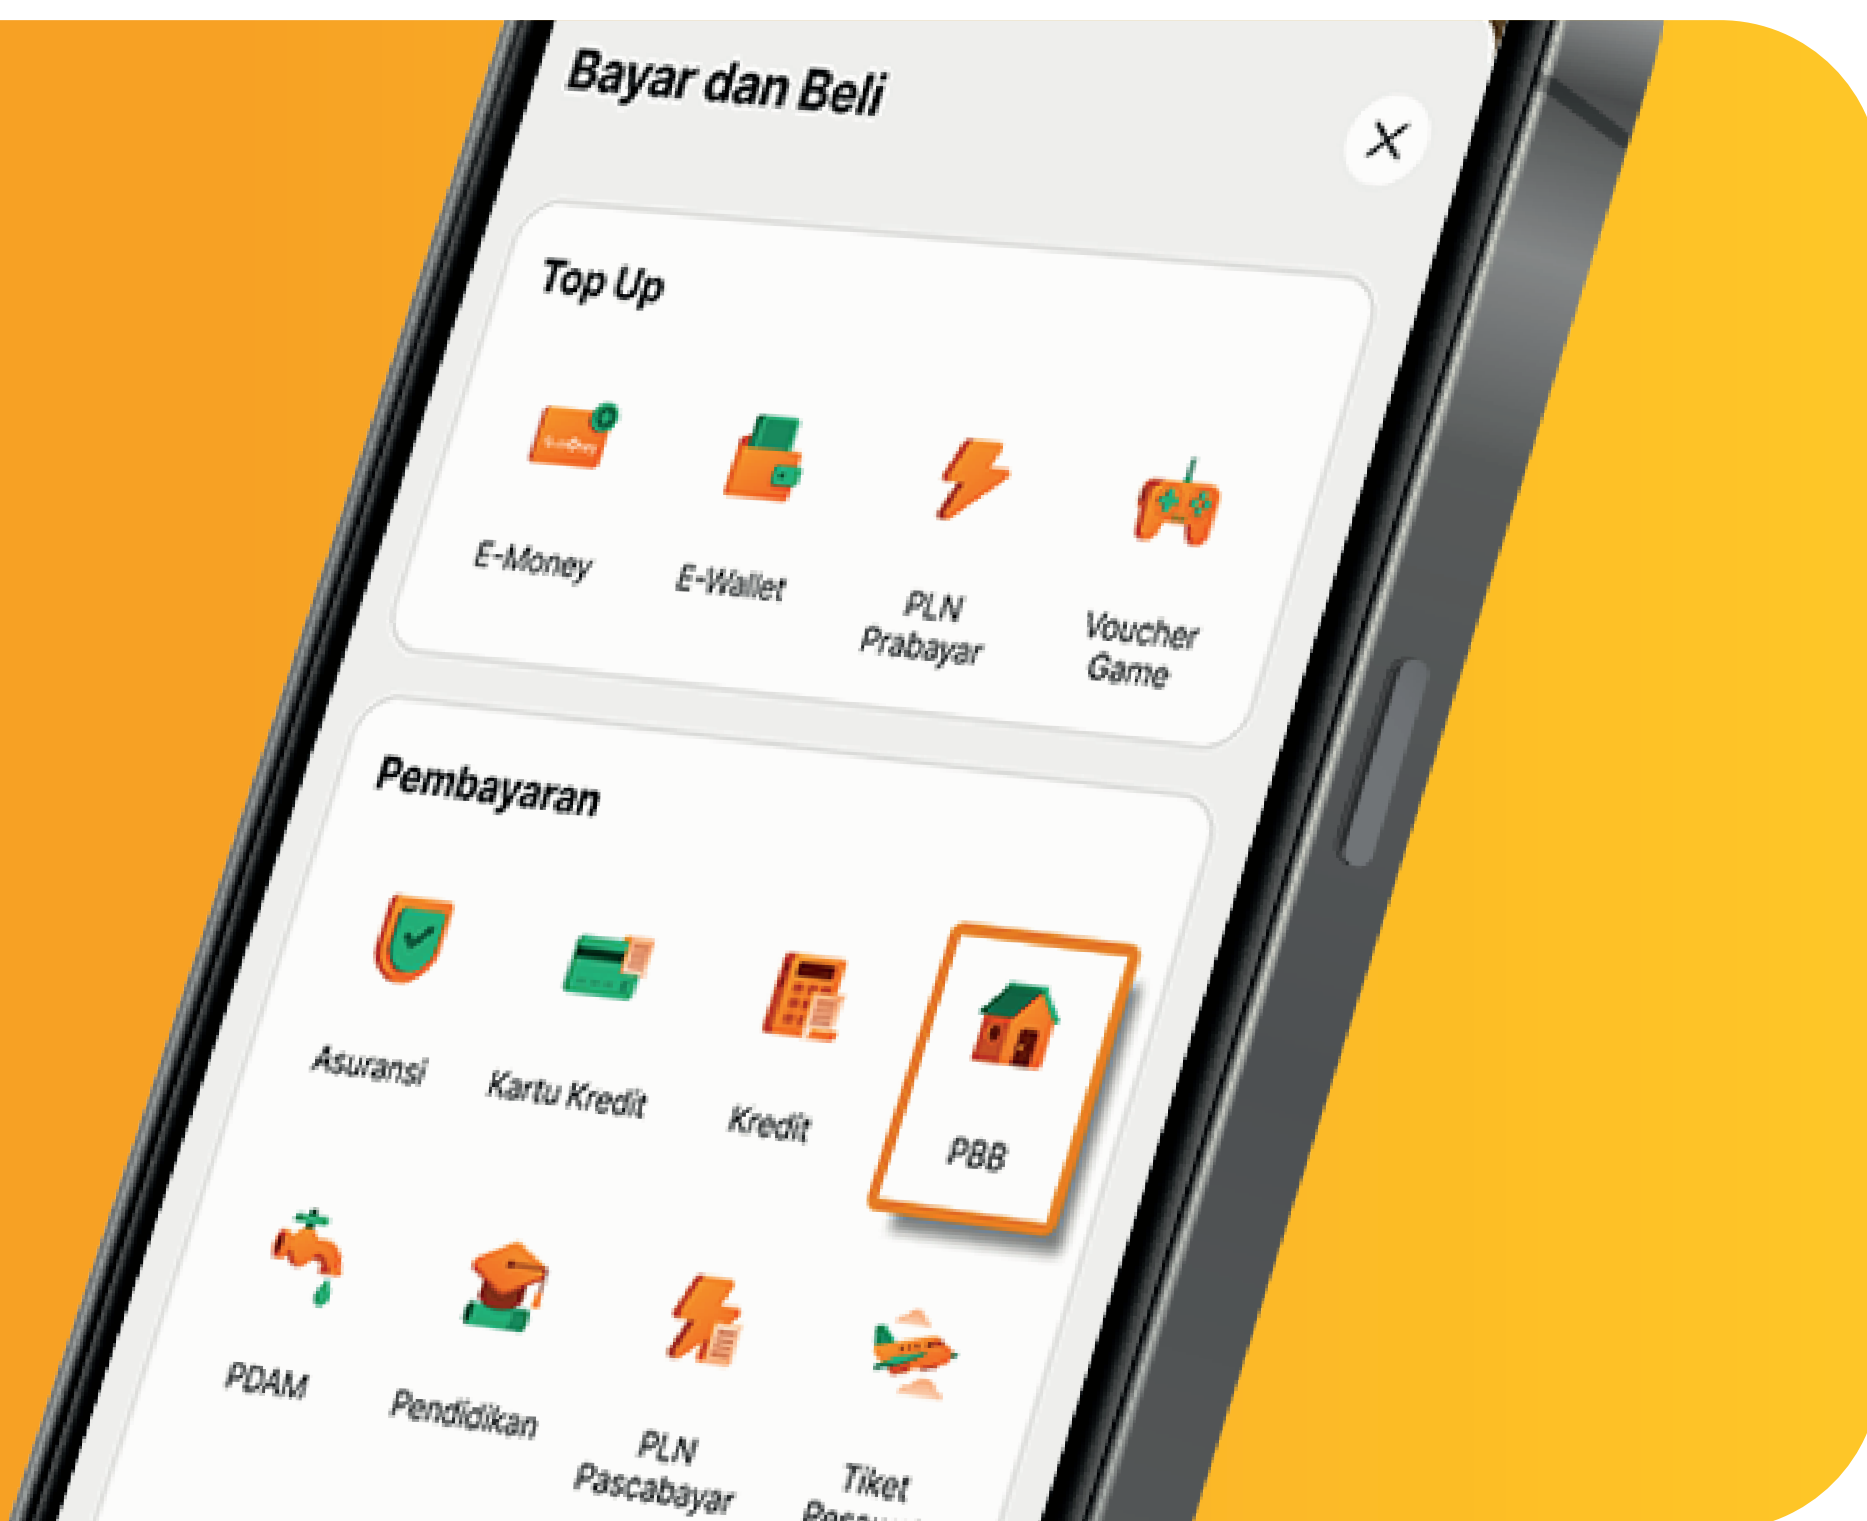 Bayar dan Beli
Top Up
E-Money
E-Wallet
PLN
Prabayar
Voucher
Game
Pembayaran
Asuransi
Kartu Kredit
Kredit
PBB
PDAM
Pendidikan
PLN
Pascabayar
Tiket